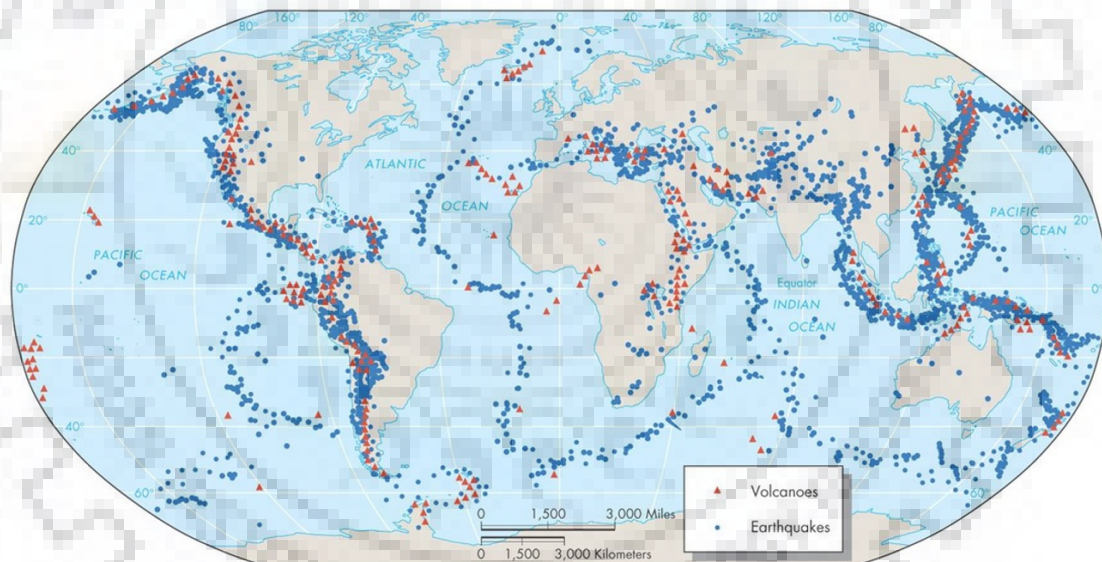 80° 160° 120° 40° 0° 40° 80° 120° 160° 80°
40°
ATLANTIC
OCEAN
40°
20°
PACIFIC
OCEAN
PACIFIC
OCEAN
20°
0°
Equator
INDIAN
OCEAN
0°
40°
40°
60°
60°
Volcanoes
Earthquakes
0 1,500 3,000 Miles
0 1,500 3,000 Kilometers